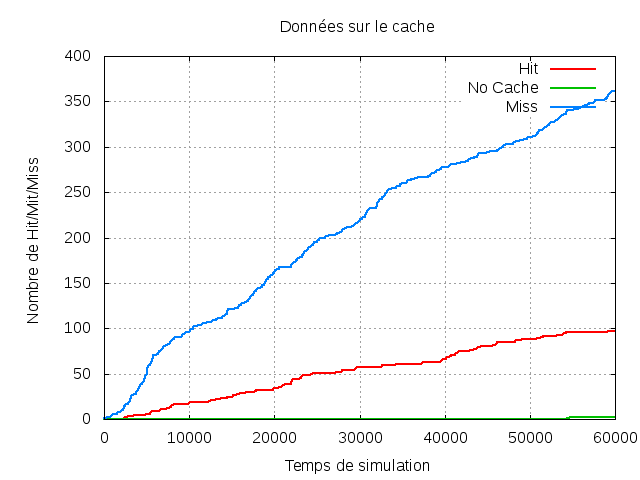 Données sur le cache
400
350
300
250
200
150
100
50
0
Nombre de Hit/Mit/Miss
Hit
No Cache
Miss
0 10000 20000 30000 40000 50000 60000
Temps de simulation